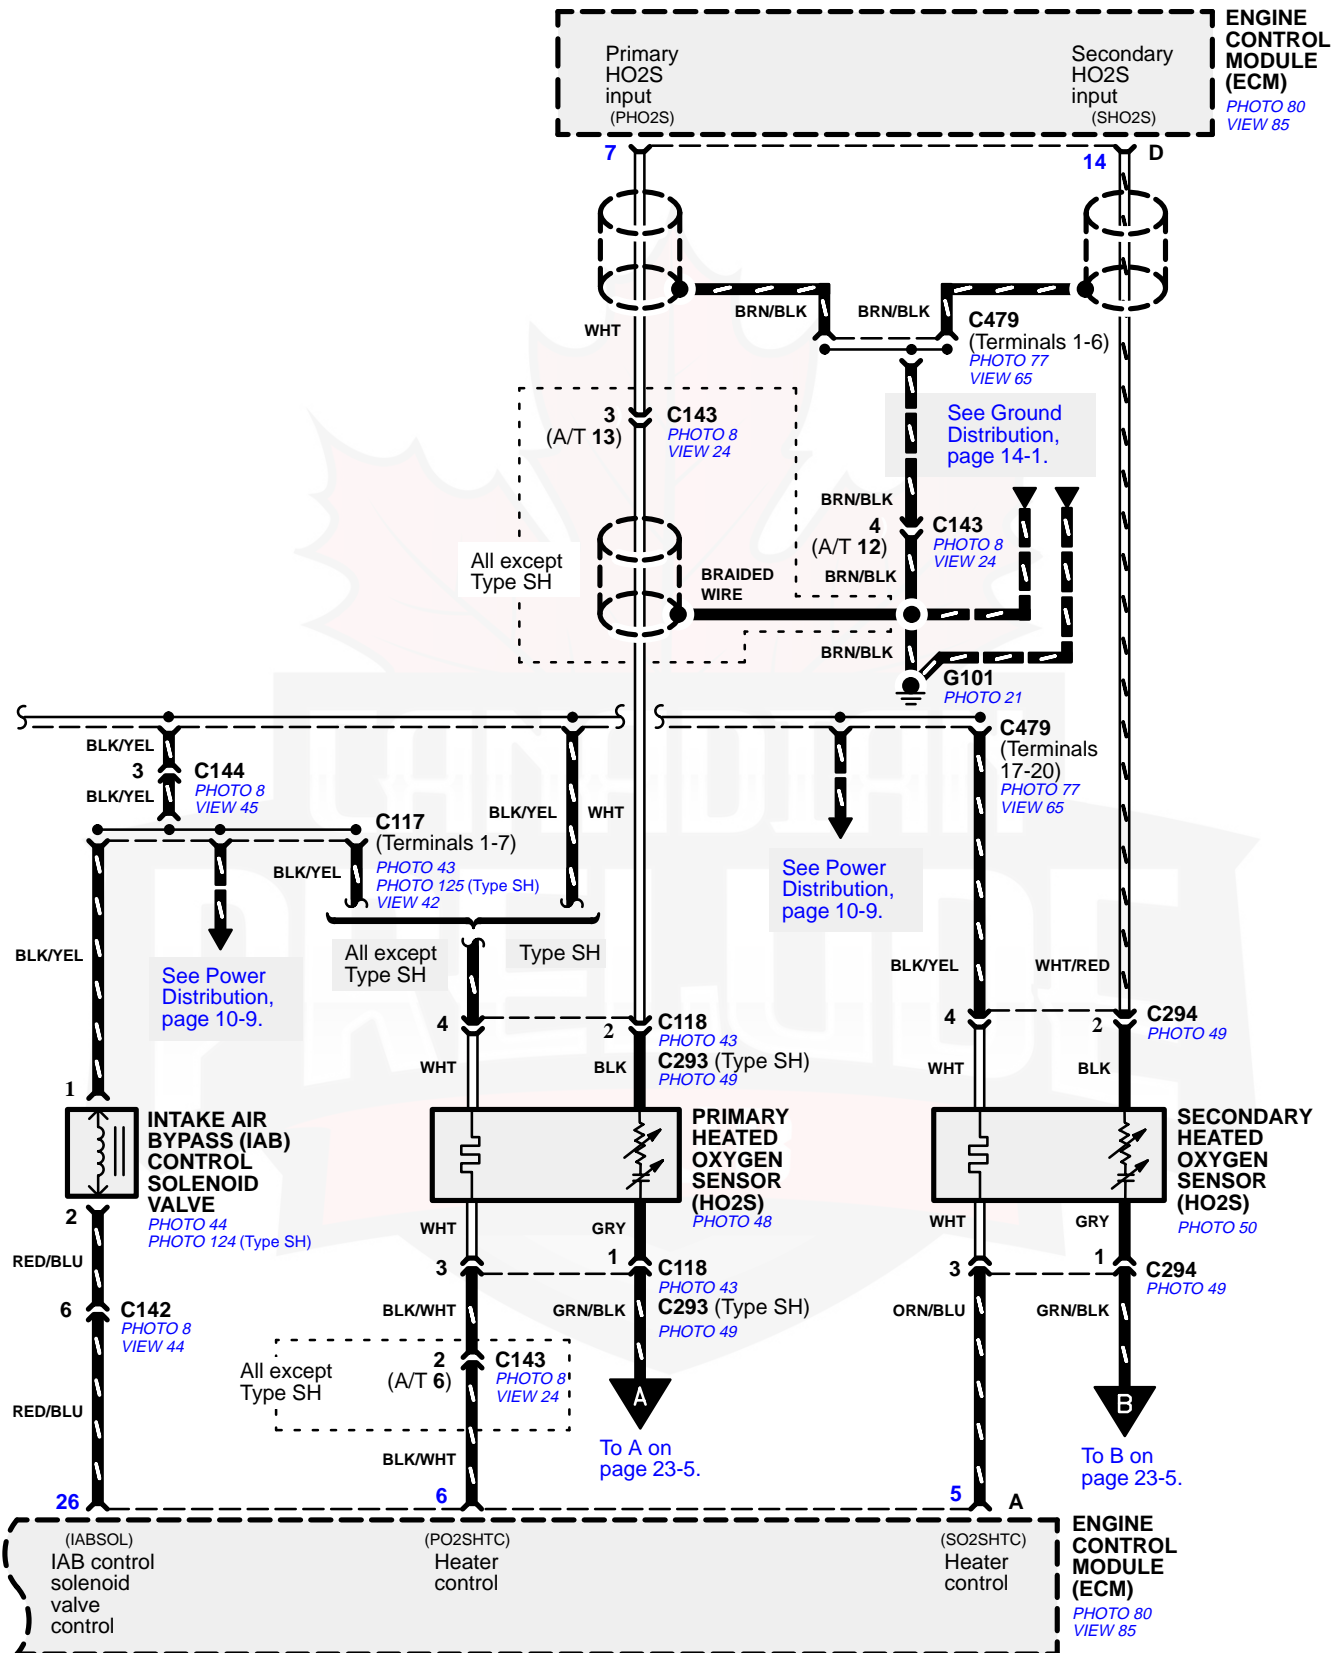 ENGINE
CONTROL
MODULE
(ECM)
PHOTO 80
VIEW 85
Primary
HO2S
input
(PHO2S)
Secondary
HO2S
input
(SHO2S)
7
14
D
BRN/BLK
BRN/BLK
WHT
C479
(Terminals 1-6)
PHOTO 77
VIEW 65
3
(A/T 13)
C143
PHOTO 8
VIEW 24
See Ground
Distribution,
page 14-1.
BRN/BLK
4
(A/T 12)
C143
PHOTO 8
VIEW 24
All except
Type SH
BRAIDED
WIRE
BRN/BLK
BRN/BLK
G101
PHOTO 21
BLK/YEL
3
C144
PHOTO 8
VIEW 45
BLK/YEL
C479
(Terminals
17-20)
PHOTO 77
VIEW 65
BLK/YEL
WHT
C117
(Terminals 1-7)
PHOTO 43
PHOTO 125 (Type SH)
VIEW 42
BLK/YEL
See Power
Distribution,
page 10-9.
All except
Type SH
Type SH
BLK/YEL
See Power
Distribution,
page 10-9.
BLK/YEL
WHT/RED
4
2
C118
PHOTO 43
C293 (Type SH)
PHOTO 49
4
2
C294
PHOTO 49
WHT
BLK
WHT
BLK
1
INTAKE AIR
BYPASS (IAB)
CONTROL
SOLENOID
VALVE
PHOTO 44
PHOTO 124 (Type SH)
PRIMARY
HEATED
OXYGEN
SENSOR
(HO2S)
PHOTO 48
SECONDARY
HEATED
OXYGEN
SENSOR
(HO2S)
PHOTO 50
2
WHT
GRY
WHT
GRY
RED/BLU
3
1
C118
PHOTO 43
C293 (Type SH)
PHOTO 49
3
1
C294
PHOTO 49
6
C142
PHOTO 8
VIEW 44
BLK/WHT
GRN/BLK
ORN/BLU
GRN/BLK
All except
Type SH
2
(A/T 6)
C143
PHOTO 8
VIEW 24
RED/BLU
A
B
To A on
page 23-5.
To B on
page 23-5.
BLK/WHT
26
6
5
A
(IABSOL)
IAB control
solenoid
valve
control
(PO2SHTC)
Heater
control
(SO2SHTC)
Heater
control
ENGINE
CONTROL
MODULE
(ECM)
PHOTO 80
VIEW 85
CANADIAN
PRELUDE